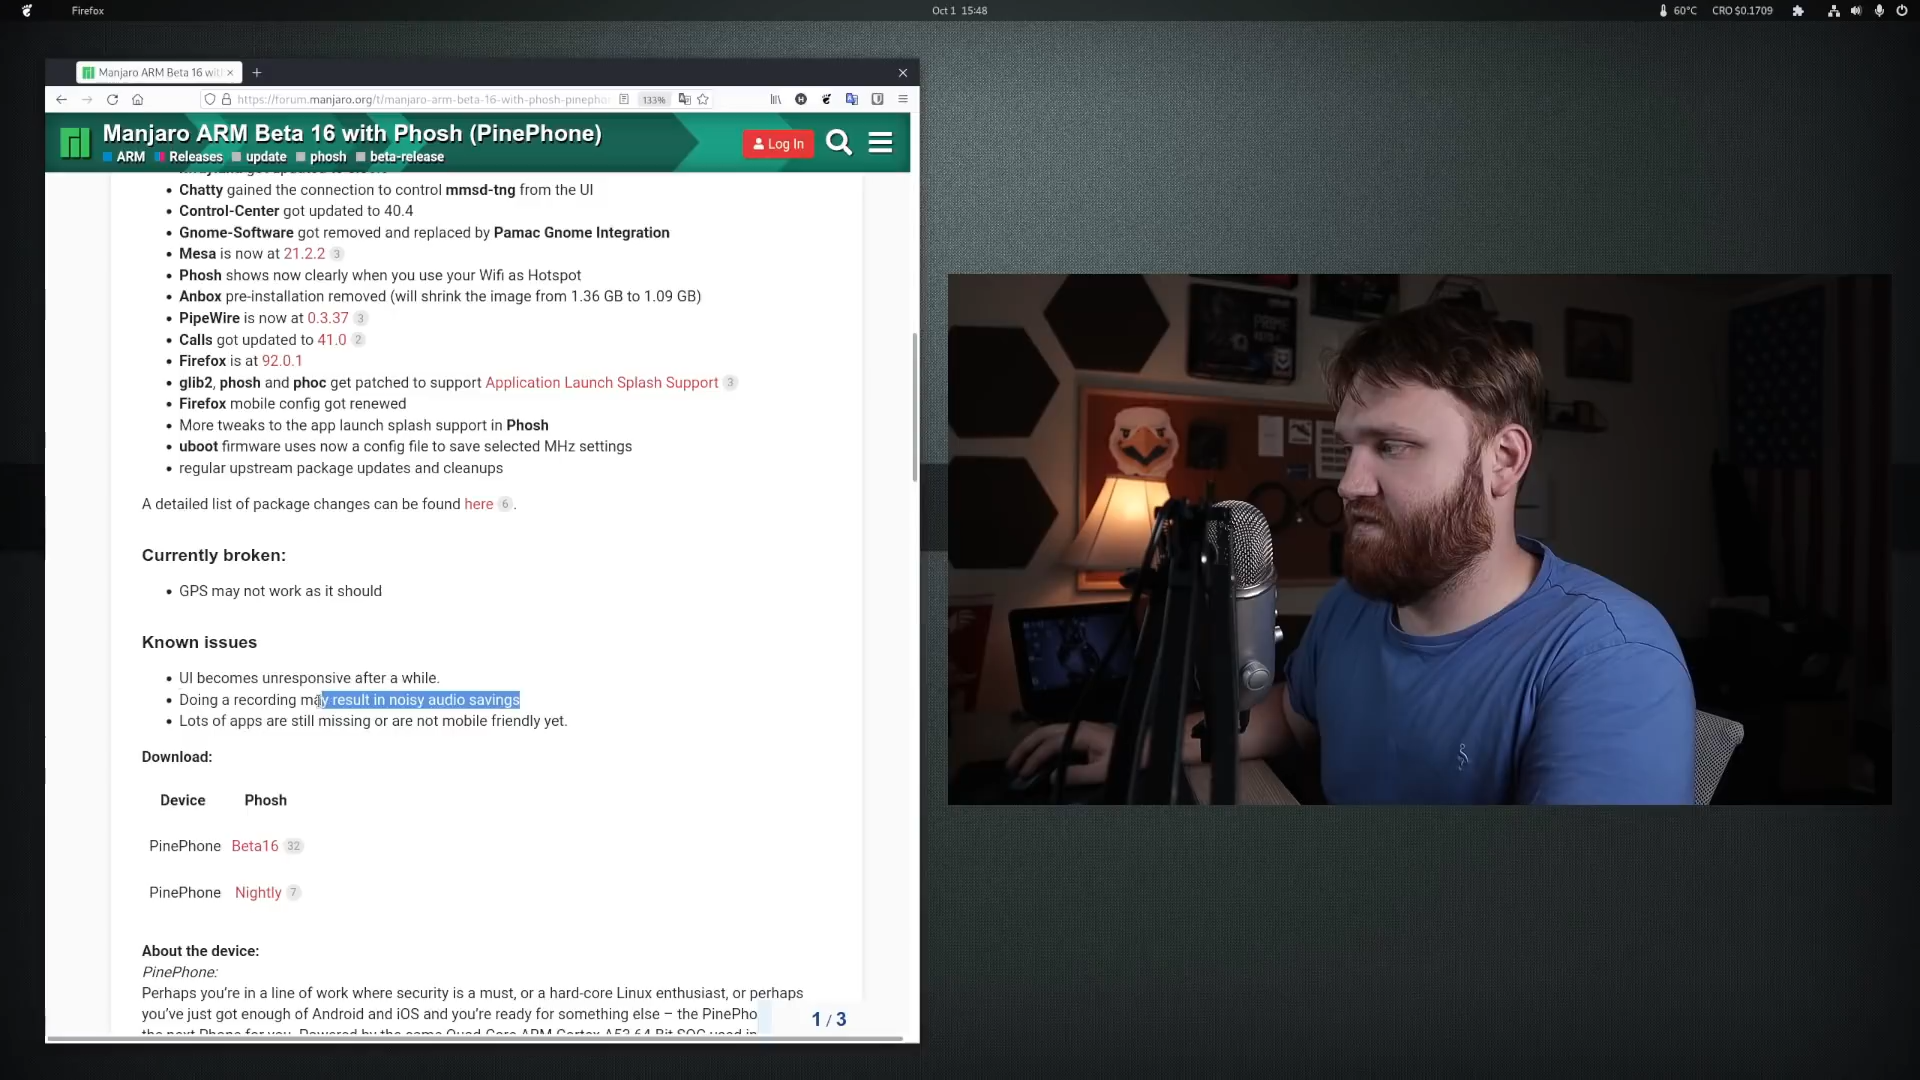 Firefox
Oct 1 15:48
60°C CRO $0.1709
Manjaro ARM Beta 16 wit
https://forum.manjaro.org/t/manjaro-arm-beta-16-with-phosh-pinepho
133%
Manjaro ARM Beta 16 with Phosh (PinePhone)
ARM Releases update phosh beta-release
Log In
Chatty gained the connection to control mmsd-tng from the UI
Control-Center got updated to 40.4
Gnome-Software got removed and replaced by Pamac Gnome Integration
Mesa is now at 21.2.2 3
Phosh shows now clearly when you use your Wifi as Hotspot
Anbox pre-installation removed (will shrink the image from 1.36 GB to 1.09 GB)
PipeWire is now at 0.3.37 3
Calls got updated to 41.0 2
Firefox is at 92.0.1
glib2, phosh and phoc get patched to support Application Launch Splash Support 3
Firefox mobile config got renewed
More tweaks to the app launch splash support in Phosh
uboot firmware uses now a config file to save selected MHz settings
regular upstream package updates and cleanups
A detailed list of package changes can be found here 6.
Currently broken:
GPS may not work as it should
Known issues
UI becomes unresponsive after a while.
Doing a recording may result in noisy audio savings
Lots of apps are still missing or are not mobile friendly yet.
Download:
Device Phosh
PinePhone Beta16 32
PinePhone Nightly 7
About the device:
PinePhone:
Perhaps you're in a line of work where security is a must, or a hard-core Linux enthusiast, or perhaps
you've just got enough of Android and iOS and you're ready for something else – the PinePho
1 / 3